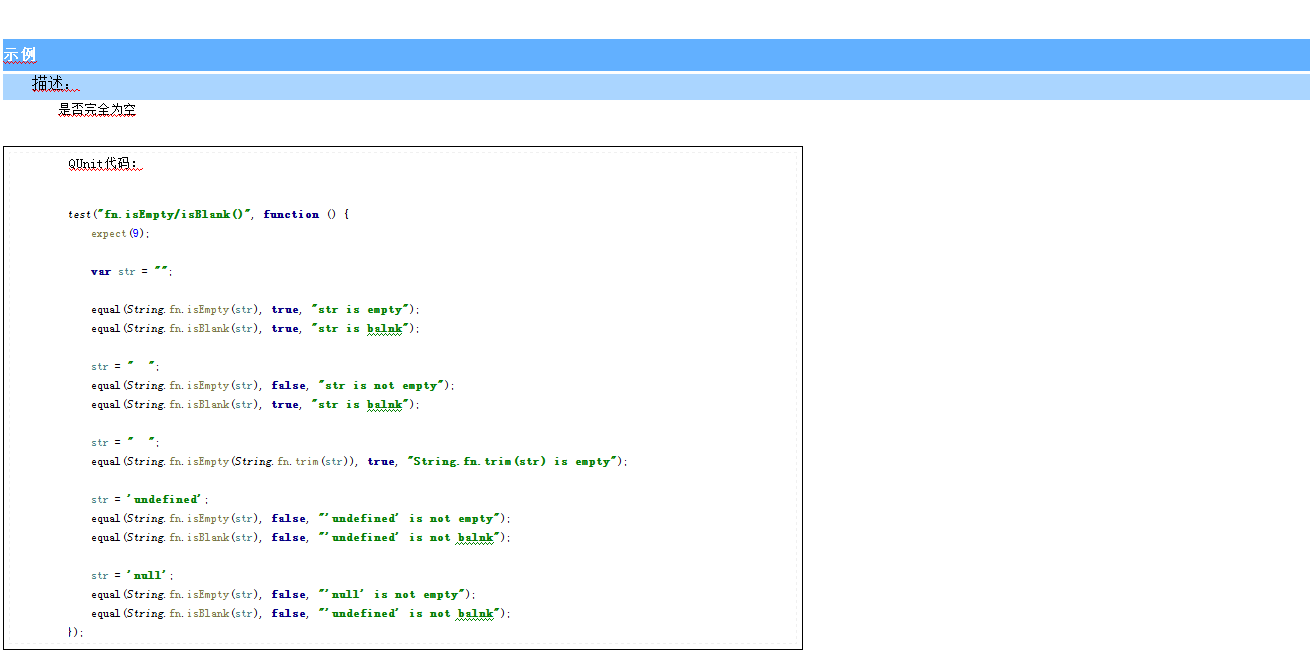 示例
描述：
是否完全为空
QUnit代码：
test("fn.isEmpty/isBlank()", function () {
expect(9);
var str = "";
equal(String.fn.isEmpty(str), true, "str is empty");
equal(String.fn.isBlank(str), true, "str is balnk");
str = "  ";
equal(String.fn.isEmpty(str), false, "str is not empty");
equal(String.fn.isBlank(str), true, "str is balnk");
str = "  ";
equal(String.fn.isEmpty(String.fn.trim(str)), true, "String.fn.trim(str) is empty");
str = 'undefined';
equal(String.fn.isEmpty(str), false, "'undefined' is not empty");
equal(String.fn.isBlank(str), false, "'undefined' is not balnk");
str = 'null';
equal(String.fn.isEmpty(str), false, "'null' is not empty");
equal(String.fn.isBlank(str), false, "'undefined' is not balnk");
});